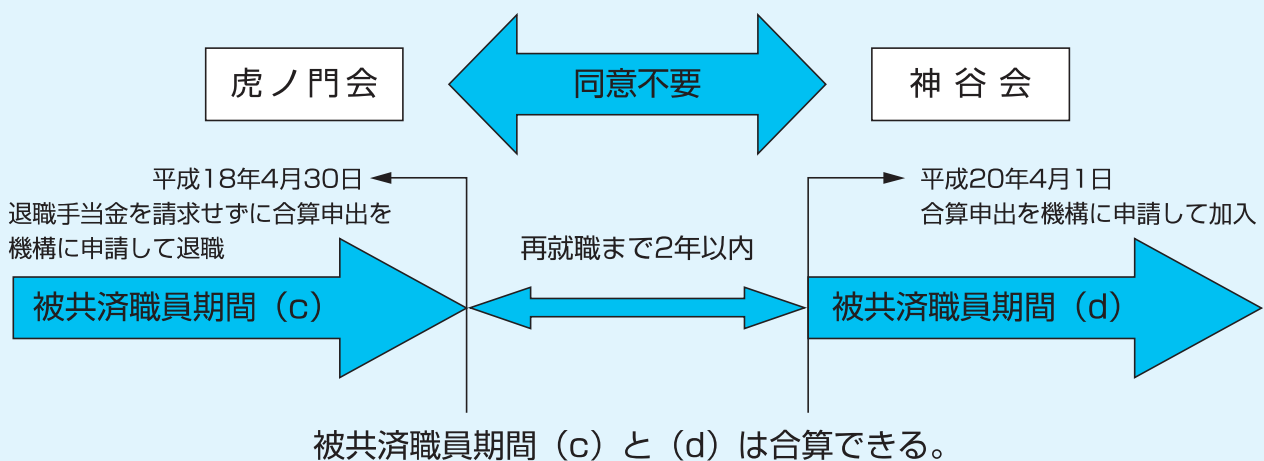 虎ノ門会
同意不要
神谷会
平成18年4月30日
退職手当金を請求せずに合算申出を
機構に申請して退職
平成20年4月1日
合算申出を機構に申請して加入
再就職まで2年以内
被共済職員期間（c）
被共済職員期間（d）
被共済職員期間（c）と（d）は合算できる。